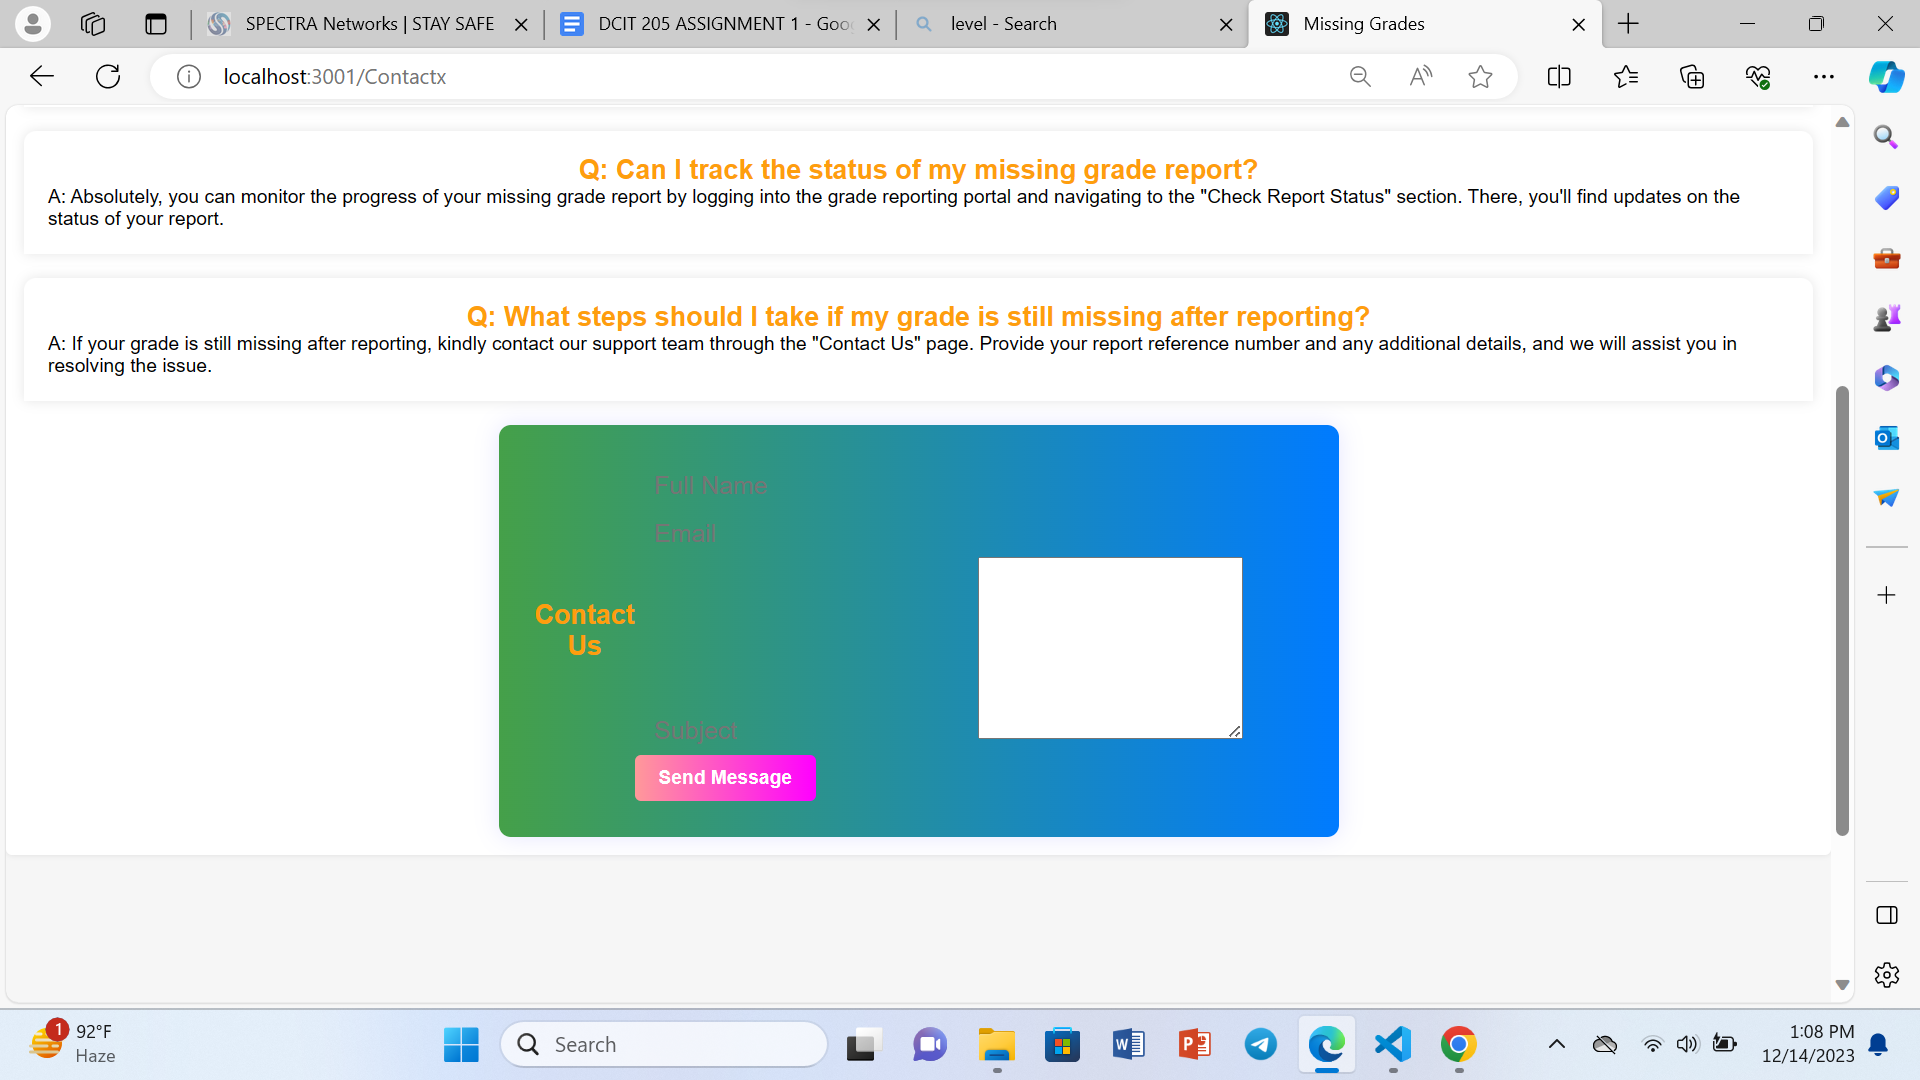 SPECTRA Networks | STAY SAFE
DCIT 205 ASSIGNMENT 1 - Goo
level - Search
Missing Grades
localhost:3001/Contactx
Q: Can I track the status of my missing grade report?
A: Absolutely, you can monitor the progress of your missing grade report by logging into the grade reporting portal and navigating to the "Check Report Status" section. There, you'll find updates on the
status of your report.
Q: What steps should I take if my grade is still missing after reporting?
A: If your grade is still missing after reporting, kindly contact our support team through the "Contact Us" page. Provide your report reference number and any additional details, and we will assist you in
resolving the issue.
Full Name
Email
Contact
Us
Subject
Send Message
1
92°F
Haze
Search
1:08 PM
12/14/2023